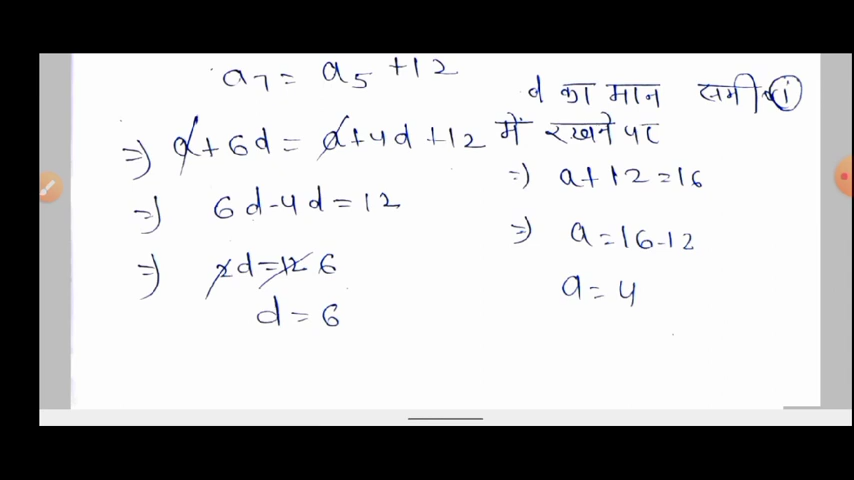 a7 = a5 +12
⇒ a + 6d = a + 4d + 12
⇒ 6d - 4d = 12
⇒ 2d = 12 6
d = 6
d का मान समी० (i)
में रखने पर
⇒ a + 12 = 16
⇒ a = 16 - 12
a = 4